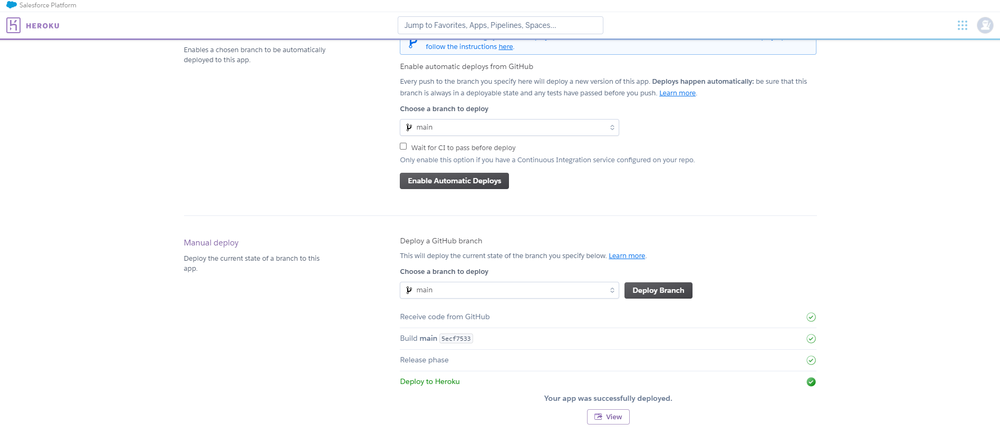 Salesforce Platform
HEROKU
Jump to Favorites, Apps, Pipelines, Spaces...
follow the instructions here.
Enables a chosen branch to be automatically
deployed to this app.
Enable automatic deploys from GitHub
Every push to the branch you specify here will deploy a new version of this app. Deploys happen automatically: be sure that this
branch is always in a deployable state and any tests have passed before you push. Learn more.
Choose a branch to deploy
main
Wait for CI to pass before deploy
Only enable this option if you have a Continuous Integration service configured on your repo.
Enable Automatic Deploys
Manual deploy
Deploy the current state of a branch to this
app.
Deploy a GitHub branch
This will deploy the current state of the branch you specify below. Learn more.
Choose a branch to deploy
main
Deploy Branch
Receive code from GitHub
Build main 5ecf7533
Release phase
Deploy to Heroku
Your app was successfully deployed.
View